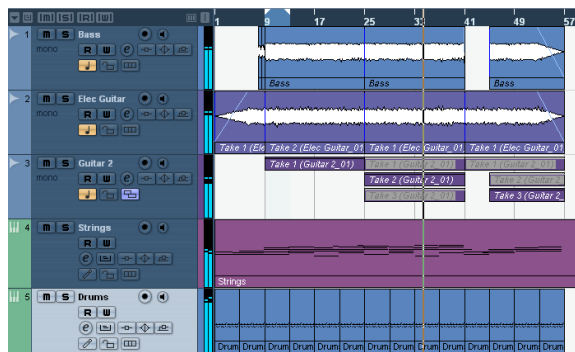 m S R W
1 9 17 25 33 41 49 57
1 m S Bass
mono R W e
Bass Bass Bass
2 m S Elec Guitar
mono R W e
Take 1 (Ele Take 2 (Elec Guitar_01) Take 1 (Elec Guitar_01 Take 1 (Elec Guitar_01)
3 m S Guitar 2
mono R W e
Take 1 (Guitar 2_01) Take 1 (Guitar 2_01) Take 1 (Guitar 2_01)
Take 2 (Guitar 2_01) Take 2 (Guitar 2
Take 3 (Guitar 2_01) Take 3 (Guitar 2
4 m S Strings
R W
e
Strings
5 m S Drums
R W
e
Drum Drum Drum Drum Drum Drum Drum Drum Drum Drum Drum Drum Drum Drum